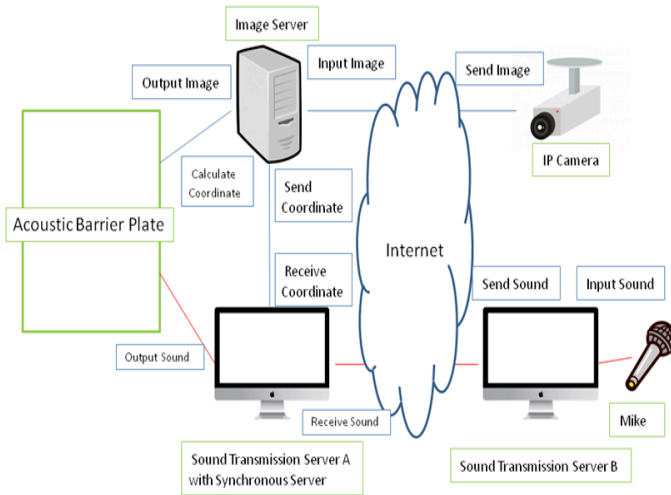 Image Server
Input Image
Send Image
Output Image
IP Camera
Calculate
Coordinate
Send
Coordinate
Acoustic Barrier Plate
Internet
Receive
Coordinate
Send Sound
Input Sound
Output Sound
Receive Sound
Mike
Sound Transmission Server A
with Synchronous Server
Sound Transmission Server B